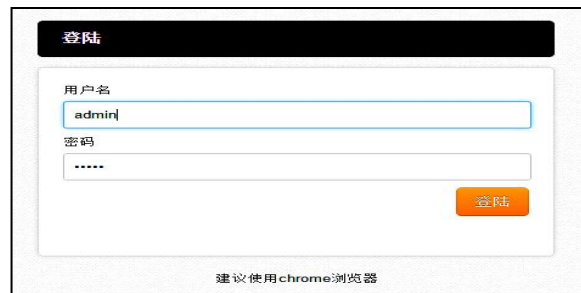 登陆
用户名
admin
密码
•••••
登陆
建议使用chrome浏览器